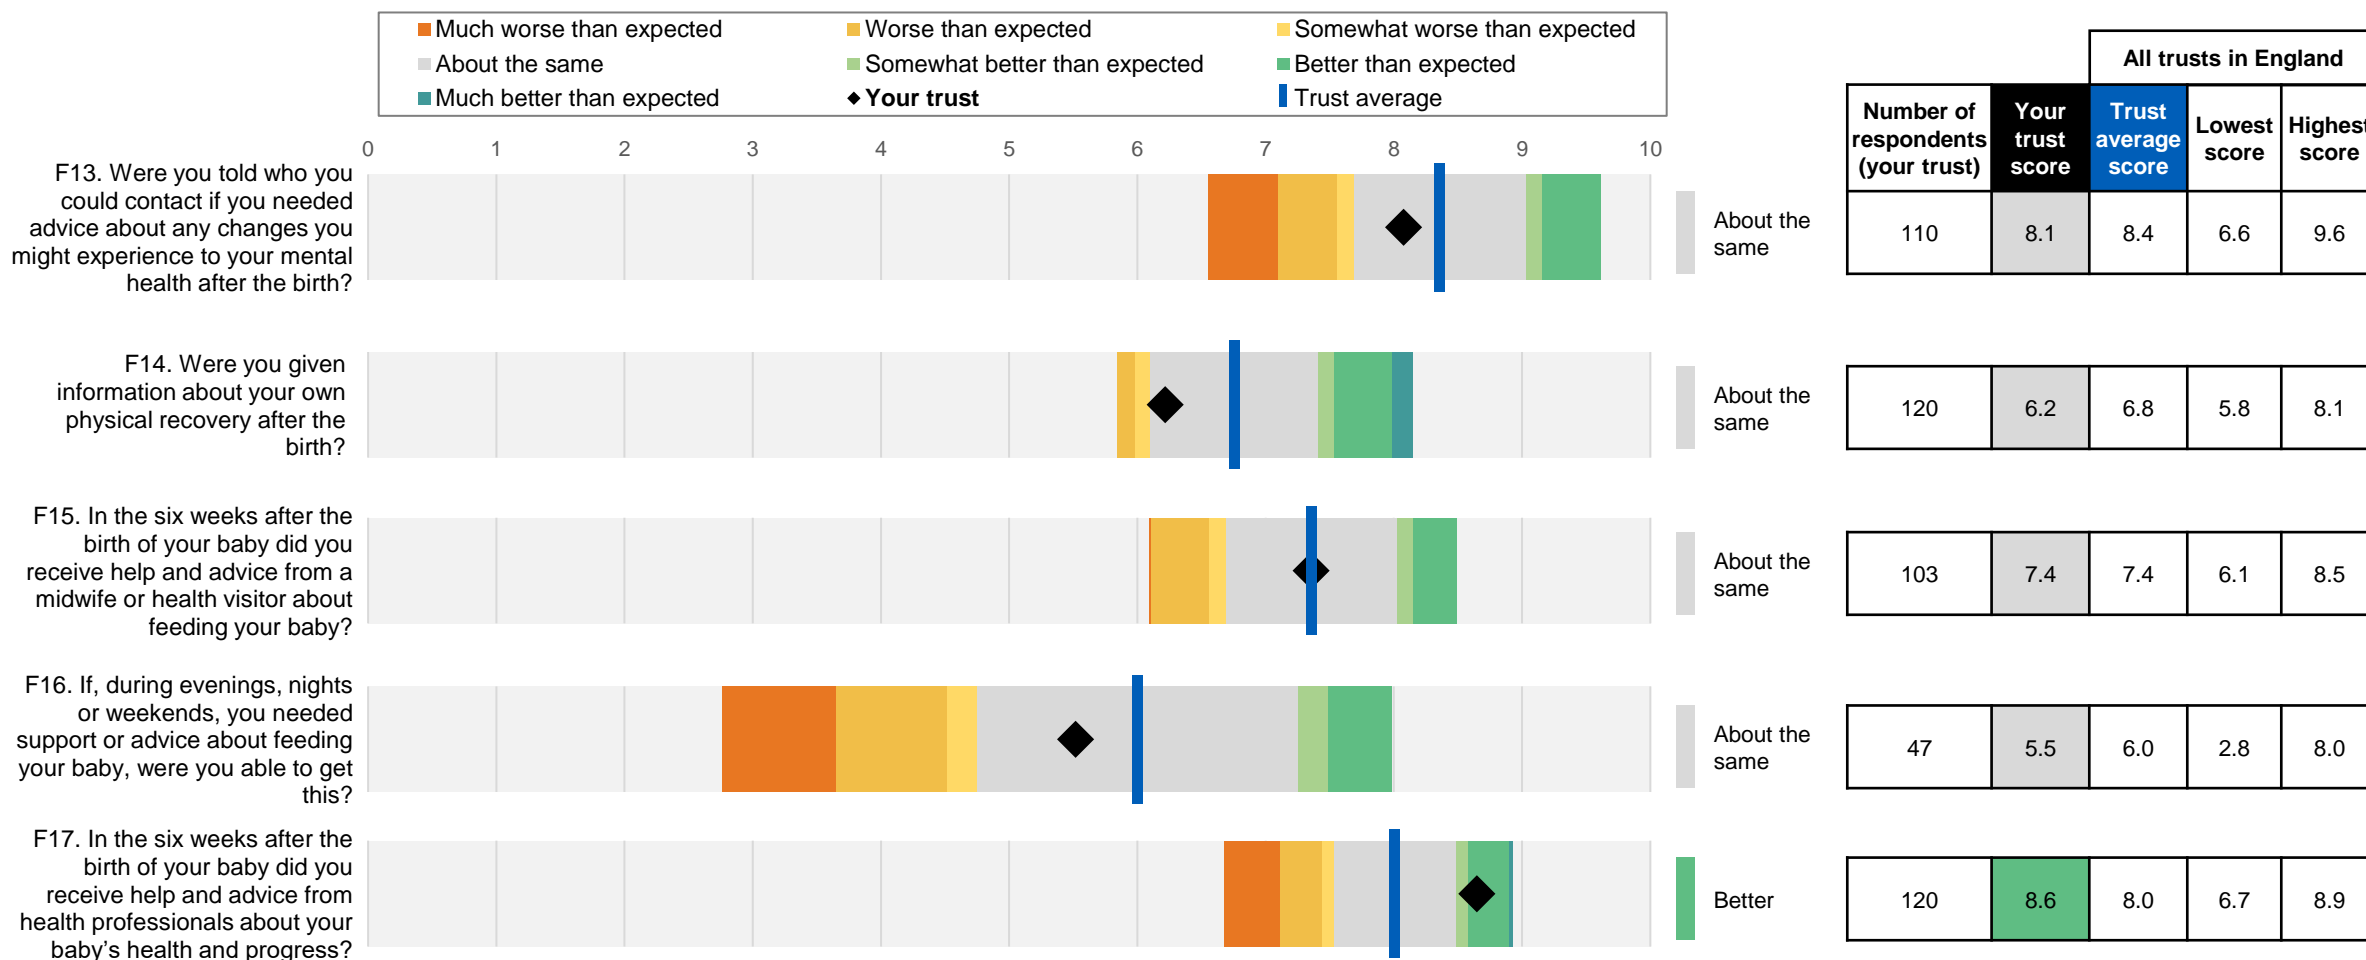 Much worse than expected
Worse than expected
Somewhat worse than expected
About the same
Somewhat better than expected
Better than expected
Much better than expected
Your trust
Trust average
All trusts in England
Number of
respondents
(your trust)
Your
trust
score
Trust
average
score
Lowest
score
Highest
score
0 1 2 3 4 5 6 7 8 9 10
F13. Were you told who you
could contact if you needed
advice about any changes you
might experience to your mental
health after the birth?
About the
same
110 8.1 8.4 6.6 9.6
F14. Were you given
information about your own
physical recovery after the
birth?
About the
same
120 6.2 6.8 5.8 8.1
F15. In the six weeks after the
birth of your baby did you
receive help and advice from a
midwife or health visitor about
feeding your baby?
About the
same
103 7.4 7.4 6.1 8.5
F16. If, during evenings, nights
or weekends, you needed
support or advice about feeding
your baby, were you able to get
this?
About the
same
47 5.5 6.0 2.8 8.0
F17. In the six weeks after the
birth of your baby did you
receive help and advice from
health professionals about your
baby's health and progress?
Better
120 8.6 8.0 6.7 8.9